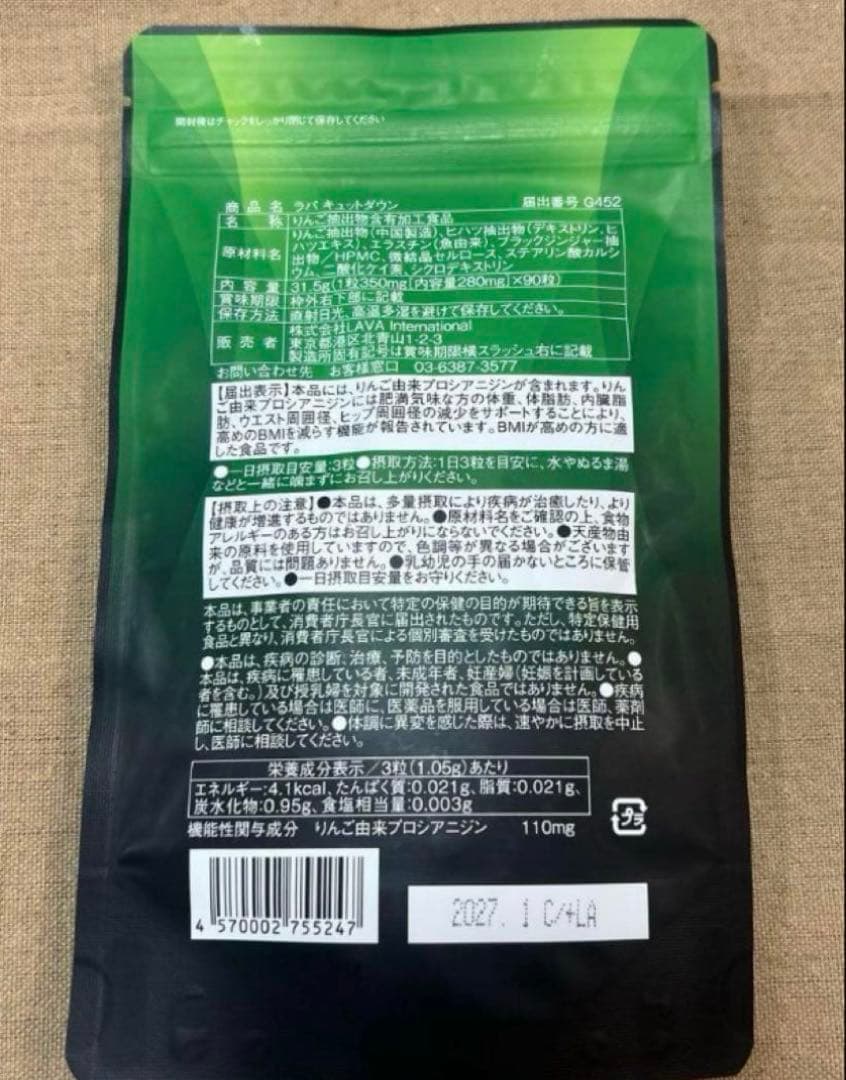 開封後はチャックをしっかり閉じて保存してください
商品名 ラバ キュットダウン 届出番号 G452
名称 りんご抽出物含有加工食品
原材料名 りんご抽出物(中国製造)、ヒハツ抽出物(デキストリン、ヒ
ハツエキス)、エラスチン(魚由来)、ブラックジンジャー抽
出物/HPMC、微結晶セルロース、ステアリン酸カルシ
ウム、二酸化ケイ素、シクロデキストリン
内容量 31.5g(1粒350mg(内容量280mg)×90粒)
賞味期限 枠外右下部に記載
保存方法 直射日光、高温多湿を避けて保存してください。
販売者 株式会社LAVA International
東京都港区北青山1-2-3
製造所固有記号は賞味期限横スラッシュ右に記載
お問い合わせ先 お客様窓口 03-6387-3577
【届出表示】本品には、りんご由来プロシアニジンが含まれます。りん
ご由来プロシアニジンには肥満気味な方の体重、体脂肪、内臓脂
肪、ウエスト周囲径、ヒップ周囲径の減少をサポートすることにより、
高めのBMIを減らす機能が報告されています。BMIが高めの方に適
した食品です。
●一日摂取目安量:3粒●摂取方法:1日3粒を目安に、水やぬるま湯
などと一緒に噛まずにお召し上がりください。
【摂取上の注意】●本品は、多量摂取により疾病が治癒したり、より
健康が増進するものではありません。●原材料名をご確認の上、食物
アレルギーのある方はお召し上がりにならないでください。●天産物由
来の原料を使用していますので、色調等が異なる場合がございます
が、品質には問題ありません。●乳幼児の手の届かないところに保管
してください。●一日摂取目安量をお守りください。
本品は、事業者の責任において特定の保健の目的が期待できる旨を表示
するものとして、消費者庁長官に届出されたものです。ただし、特定保健用
食品と異なり、消費者庁長官による個別審査を受けたものではありません。
●本品は、疾病の診断、治療、予防を目的としたものではありません。●
本品は、疾病に罹患している者、未成年者、妊産婦(妊娠を計画している
者を含む。)及び授乳婦を対象に開発された食品ではありません。●疾病
に罹患している場合は医師に、医薬品を服用している場合は医師、薬剤
師に相談してください。●体調に異変を感じた際は、速やかに摂取を中止
し、医師に相談してください。
栄養成分表示/3粒(1.05g)あたり
エネルギー:4.1kcal、たんぱく質:0.021g、脂質:0.021g、
炭水化物:0.95g、食塩相当量:0.003g
機能性関与成分 りんご由来プロシアニジン 110mg
プラ
4 570002 755247
2027. 1 C/+LA